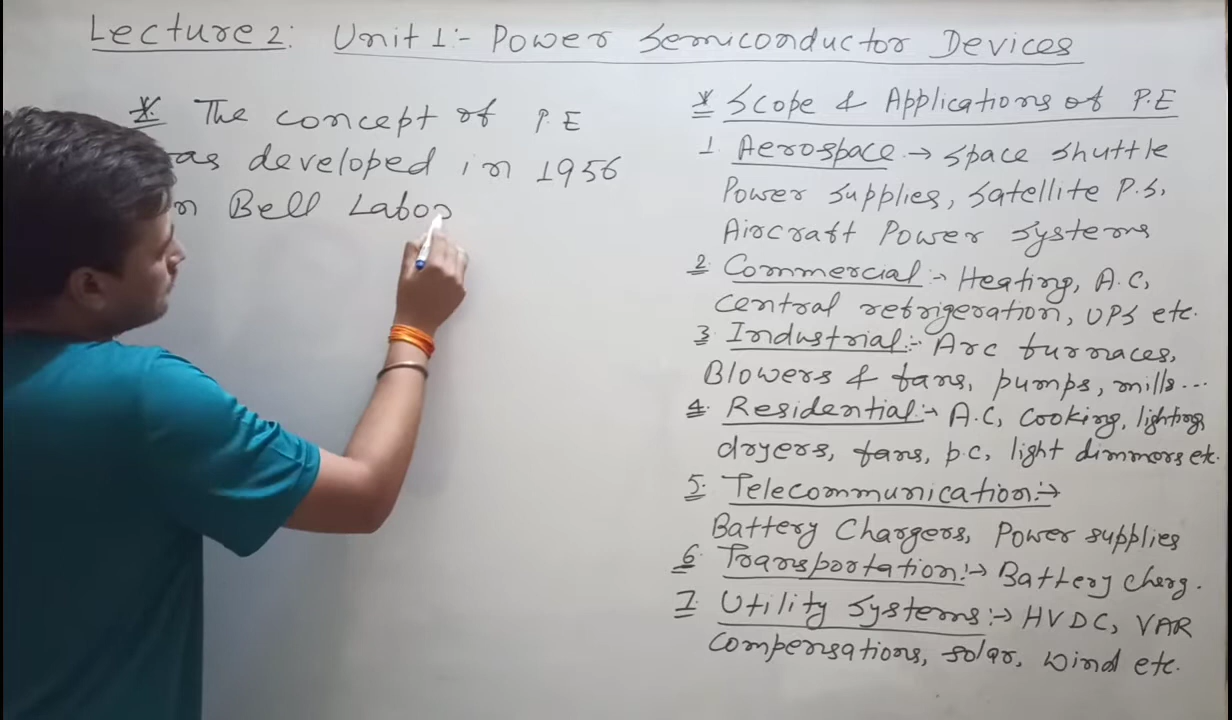 Lecture 2: Unit 1:- Power Semiconductor Devices
* The concept of P.E
as developed in 1956
n Bell Labo
* Scope & Applications of P.E
1. Aerospace → Space shuttle
Power supplies, Satellite P.S,
Aircraft Power Systems
2. Commercial:- Heating, A.C,
Central refrigeration, UPS etc.
3. Industrial:- Arc furnaces,
Blowers & fans, pumps, mills...
4. Residential:→ A.C, Cooking, lighting,
dryers, fans, p.c, light dimmers etc.
5. Telecommunication:→
Battery Chargers, Power supplies
6. Transportation:→ Battery Charg.
7. Utility Systems:→ HVDC, VAR
Compensations, solar, wind etc.